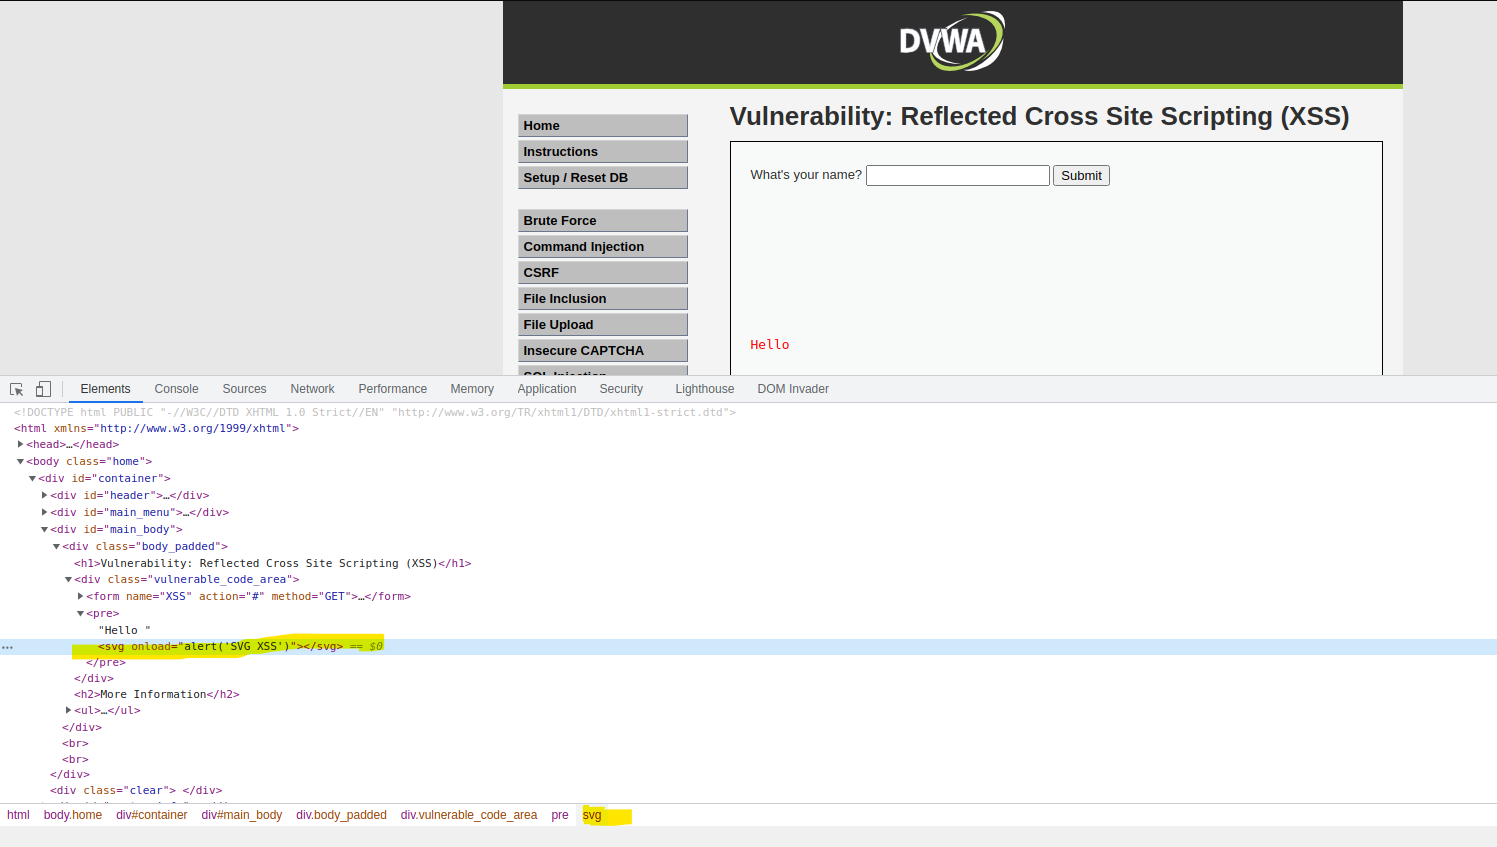 DVWA
Vulnerability: Reflected Cross Site Scripting (XSS)
Home
Instructions
Setup / Reset DB
Brute Force
Command Injection
CSRF
File Inclusion
File Upload
Insecure CAPTCHA
What's your name? Submit
Hello
Elements Console Sources Network Performance Memory Application Security Lighthouse DOM Invader
<!DOCTYPE html PUBLIC "-//W3C//DTD XHTML 1.0 Strict//EN" "http://www.w3.org/TR/xhtml1/DTD/xhtml1-strict.dtd">
<html xmlns="http://www.w3.org/1999/xhtml">
<head>…</head>
<body class="home">
<div id="container">
<div id="header">…</div>
<div id="main_menu">…</div>
<div id="main_body">
<div class="body_padded">
<h1>Vulnerability: Reflected Cross Site Scripting (XSS)</h1>
<div class="vulnerable_code_area">
<form name="XSS" action="#" method="GET">…</form>
<pre>
"Hello "
<svg onload="alert('SVG XSS')"></svg> == $0
</pre>
</div>
<h2>More Information</h2>
<ul>…</ul>
</div>
<br>
<br>
</div>
<div class="clear"> </div>
html body.home div#container div#main_body div.body_padded div.vulnerable_code_area pre svg